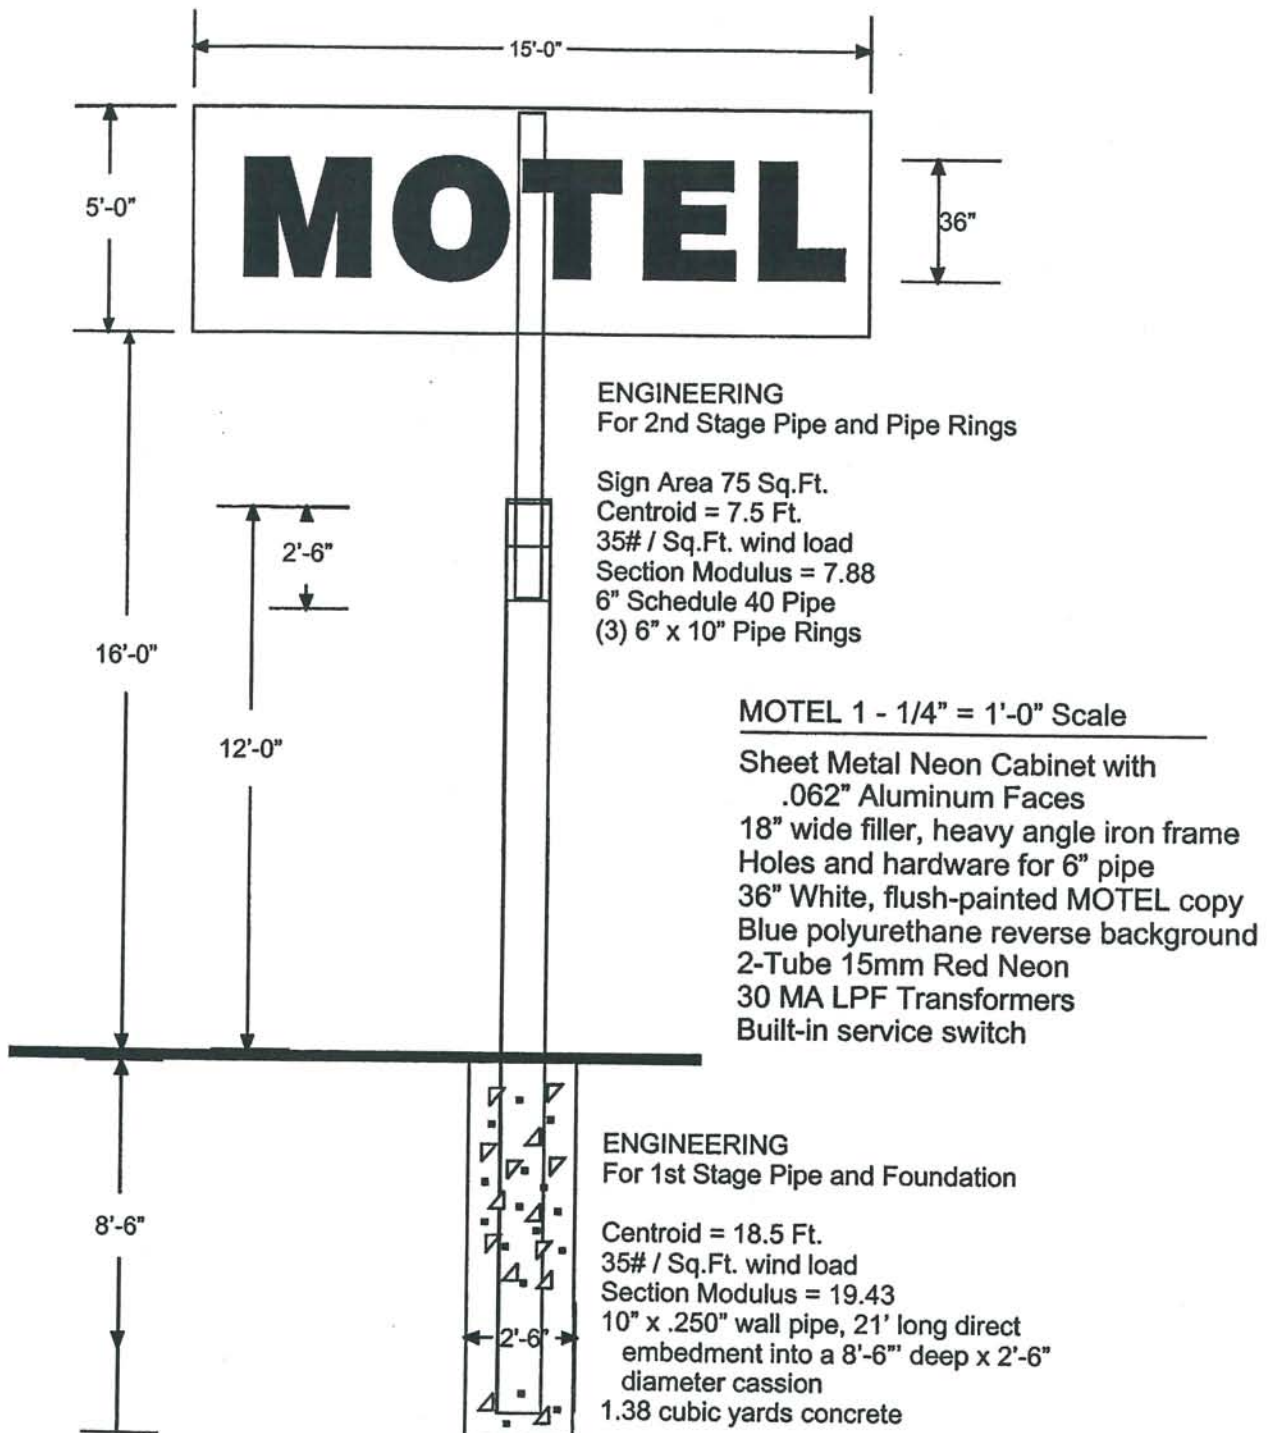 15'-0"
5'-0"
MOTEL
36"
ENGINEERING
For 2nd Stage Pipe and Pipe Rings
Sign Area 75 Sq.Ft.
Centroid = 7.5 Ft.
35# / Sq.Ft. wind load
Section Modulus = 7.88
6" Schedule 40 Pipe
(3) 6" x 10" Pipe Rings
2'-6"
16'-0"
12'-0"
MOTEL 1 - 1/4" = 1'-0" Scale
Sheet Metal Neon Cabinet with
.062" Aluminum Faces
18" wide filler, heavy angle iron frame
Holes and hardware for 6" pipe
36" White, flush-painted MOTEL copy
Blue polyurethane reverse background
2-Tube 15mm Red Neon
30 MA LPF Transformers
Built-in service switch
8'-6"
2'-6"
ENGINEERING
For 1st Stage Pipe and Foundation
Centroid = 18.5 Ft.
35# / Sq.Ft. wind load
Section Modulus = 19.43
10" x .250" wall pipe, 21' long direct
embedment into a 8'-6"' deep x 2'-6"
diameter cassion
1.38 cubic yards concrete